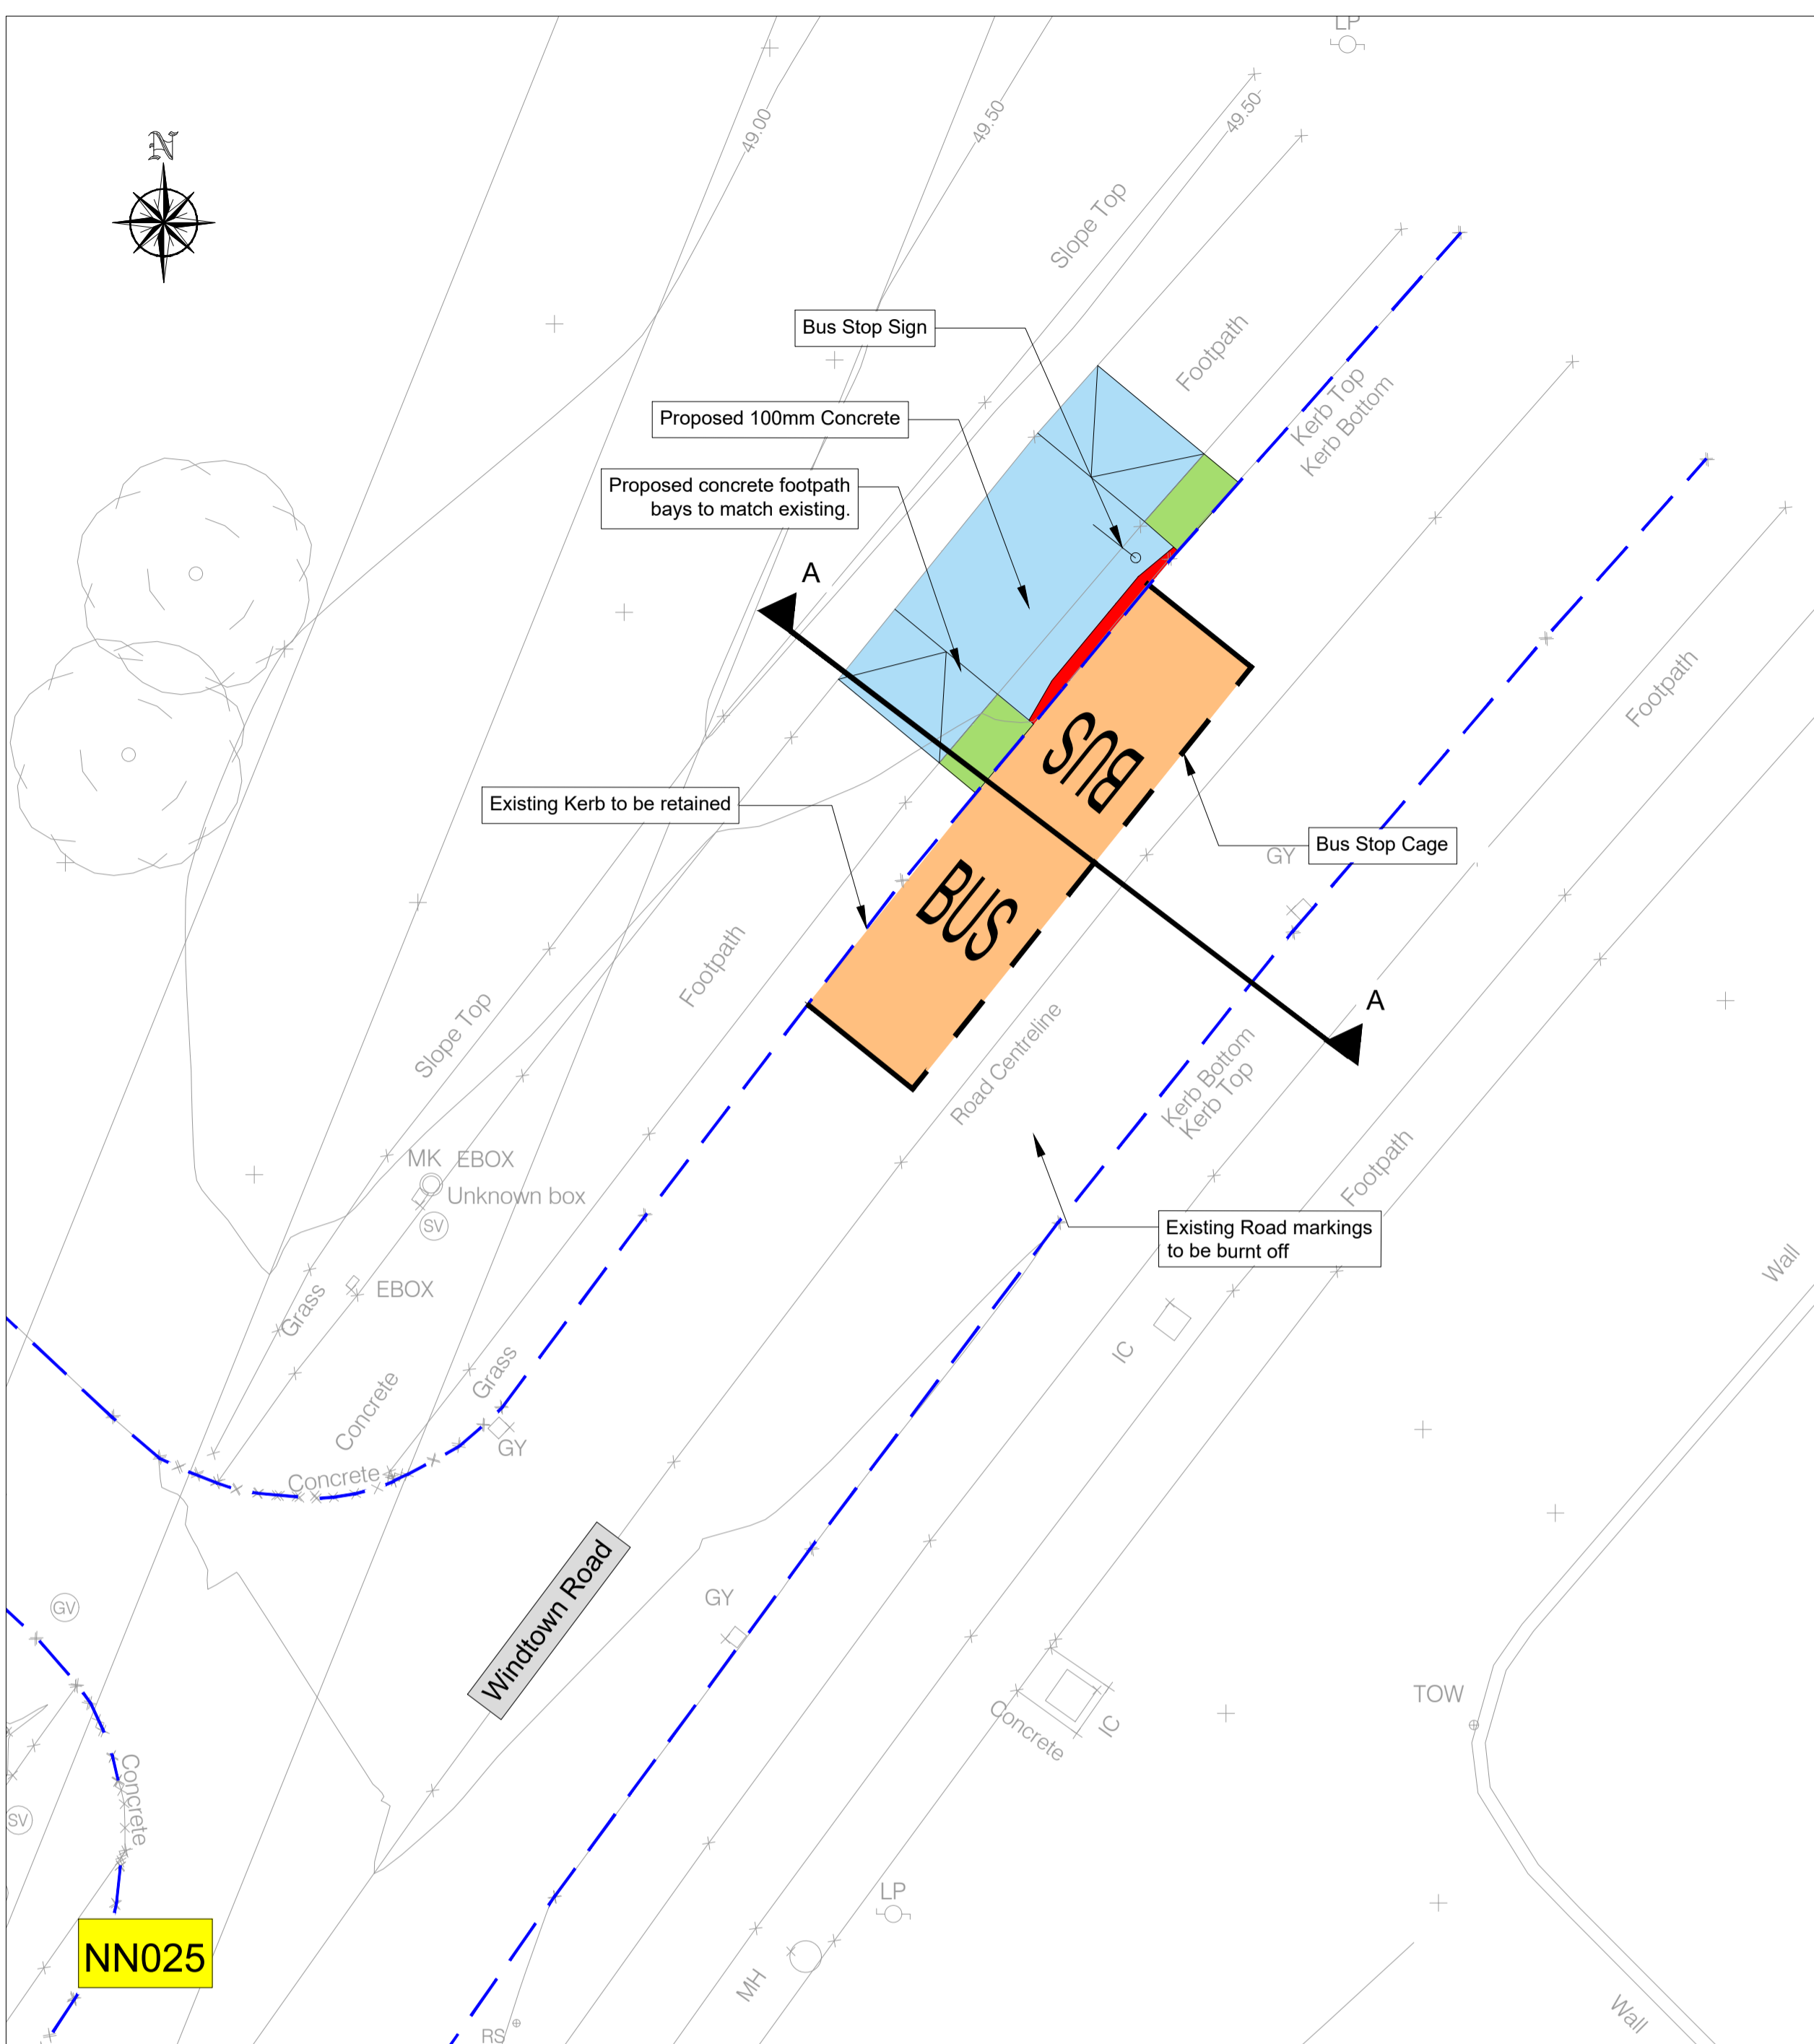 LP
N
49.00
49.50
49.50
Slope Top
Bus Stop Sign
Footpath
Kerb Top
Kerb Bottom
Proposed 100mm Concrete
Proposed concrete footpath
bays to match existing.
A
Footpath
BUS
Existing Kerb to be retained
Bus Stop Cage
GY
BUS
Footpath
A
Slope Top
Road Centreline
Kerb Bottom
Kerb Top
MK
EBOX
Unknown box
SV
Footpath
Existing Road markings
to be burnt off
Wall
EBOX
Grass
IC
Grass
Concrete
GY
Concrete
GV
Windtown Road
GY
TOW
Concrete
IC
Concrete
SV
LP
NN025
MH
Wall
RS